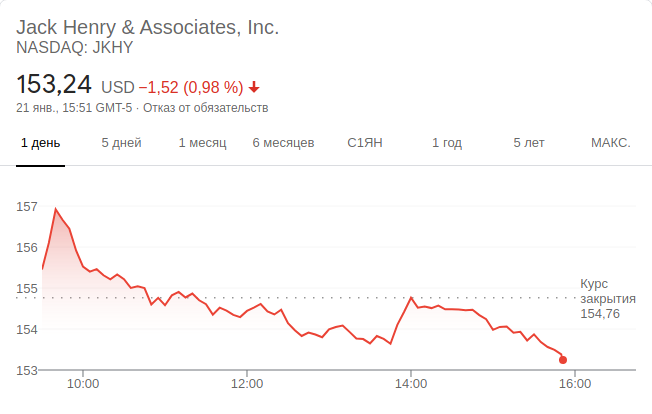 Jack Henry & Associates, Inc.
NASDAQ: JKHY
153,24 USD −1,52 (0,98 %)
21 янв., 15:51 GMT-5 · Отказ от обязательств
1 день 5 дней 1 месяц 6 месяцев С1ЯН 1 год 5 лет МАКС.
157
156
155
154
153
Курс
закрытия
154,76
10:00 12:00 14:00 16:00